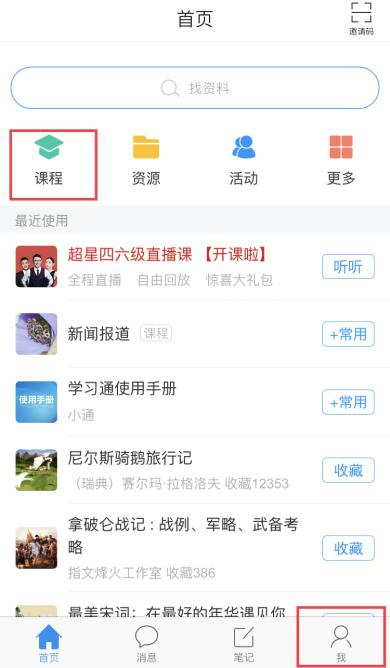 首页
邀请码
找资料
课程
资源
活动
更多
最近使用
超星四六级直播课 【开课啦】
全程直播 自由回放 惊喜大礼包
听听
新闻报道 课程
+常用
使用手册
学习通使用手册
小通
+常用
尼尔斯骑鹅旅行记
（瑞典）赛尔玛·拉格洛夫 收藏12353
收藏
拿破仑战记 : 战例、军略、武备考
略
指文烽火工作室 收藏386
收藏
最美宋词：在最好的年华遇见你
首页
消息
笔记
我